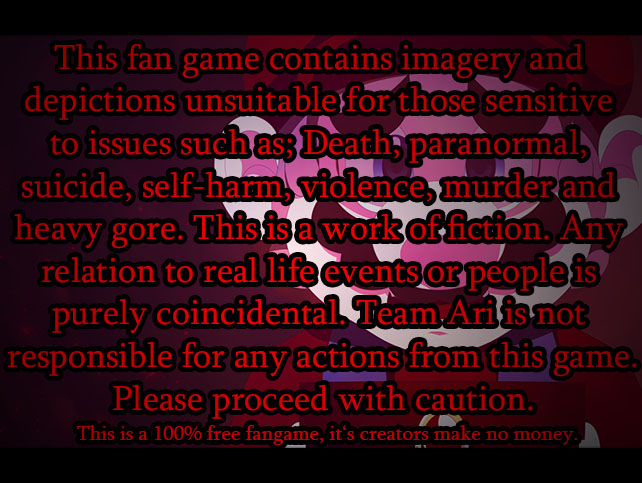 This fan game contains imagery and
depictions unsuitable for those sensitive
to issues such as; Death, paranormal,
suicide, self-harm, violence, murder and
heavy gore. This is a work of fiction. Any
relation to real life events or people is
purely coincidental. Team Ari is not
responsible for any actions from this game.
Please proceed with caution.
This is a 100% free fangame, it's creators make no money.